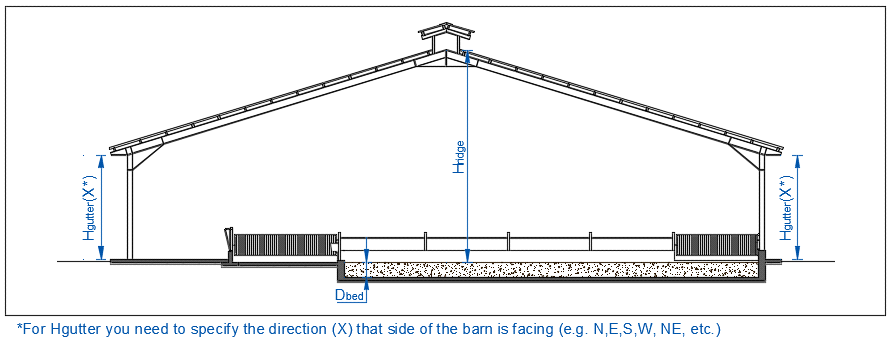 Hridge
Hgutter(X*)
Hgutter(X*)
Dbed
*For Hgutter you need to specify the direction (X) that side of the barn is facing (e.g. N,E,S,W, NE, etc.)